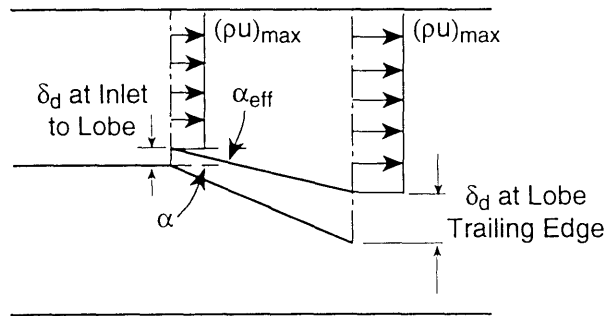 (ρu)max
(ρu)max
δd at Inlet
to Lobe
αeff
α
δd at Lobe
Trailing Edge